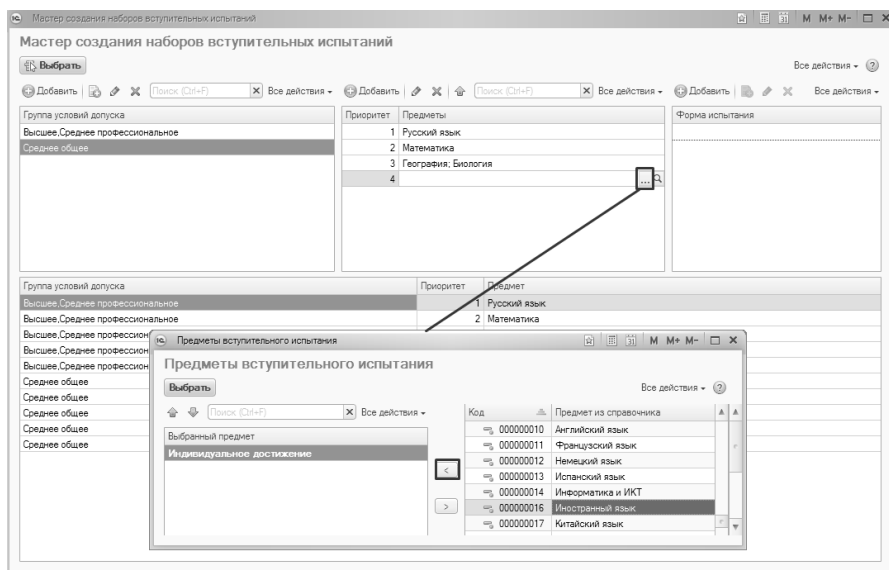 Мастер создания наборов вступительных испытаний
M M+ M-
Мастер создания наборов вступительных испытаний
Выбрать
Все действия
Добавить Поиск (Ctrl+F) Все действия Добавить Поиск (Ctrl+F) Все действия Добавить Все действия
Группа условий допуска Приоритет Предметы Форма испытания
Высшее,Среднее профессиональное 1 Русский язык
Среднее общее 2 Математика
3 География; Биология
4 ...
Группа условий допуска Приоритет Предмет
Высшее,Среднее профессиональное 1 Русский язык
Высшее,Среднее профессиональное 2 Математика
Высшее,Среднее
Высшее,Среднее
Высшее,Среднее
Среднее общее
Среднее общее
Среднее общее
Среднее общее
Среднее общее
Предметы вступительного испытания M M+ M-
Предметы вступительного испытания
Выбрать Все действия
Поиск (Ctrl+F) Все действия
Код Предмет из справочника
Выбранный предмет
Индивидуальное достижение
<
>
000000010 Английский язык
000000011 Французский язык
000000012 Немецкий язык
000000013 Испанский язык
000000014 Информатика и ИКТ
000000016 Иностранный язык
000000017 Китайский язык